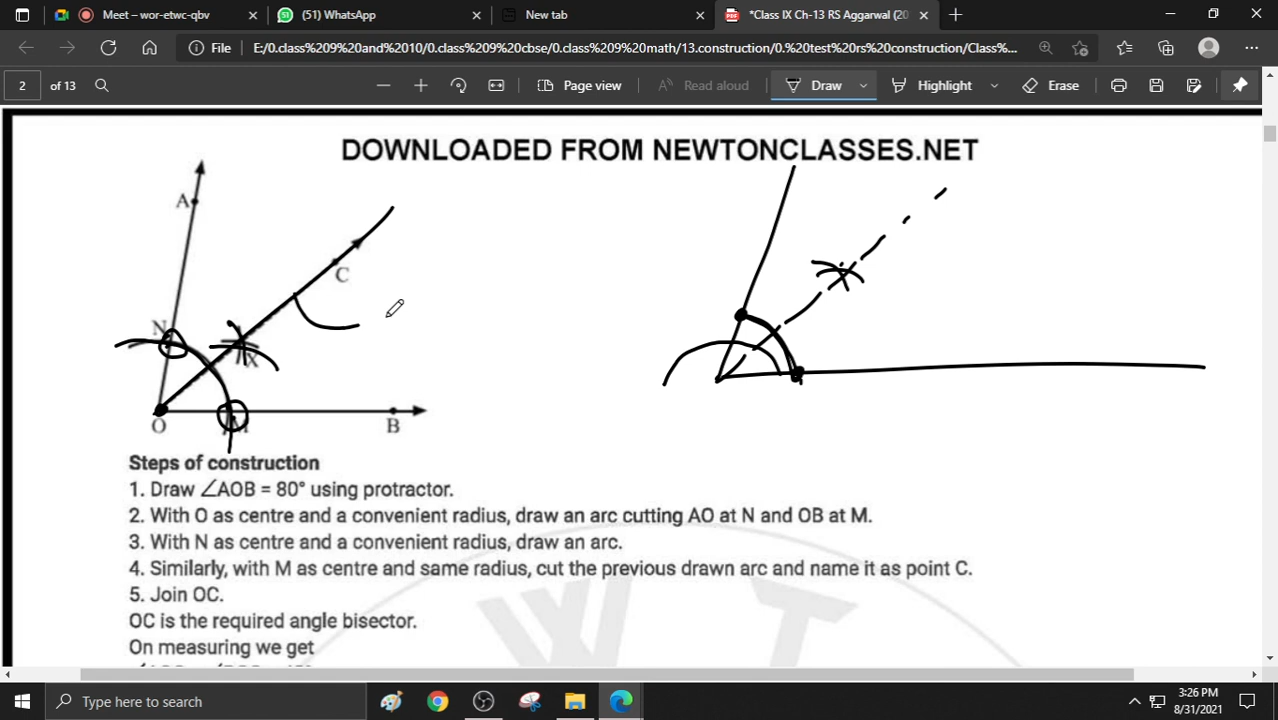 Meet – wor-etwc-qbv
(51) WhatsApp
New tab
*Class IX Ch-13 RS Aggarwal (20
File
E:/0.class%209%20and%2010/0.class%209%20cbse/0.class%209%20math/13.construction/0.%20test%20rs%20construction/Class%...
2 of 13
Page view
Read aloud
Draw
Highlight
Erase
DOWNLOADED FROM NEWTONCLASSES.NET
A
C
N
X
O
M
B
Steps of construction
1. Draw ∠AOB = 80° using protractor.
2. With O as centre and a convenient radius, draw an arc cutting AO at N and OB at M.
3. With N as centre and a convenient radius, draw an arc.
4. Similarly, with M as centre and same radius, cut the previous drawn arc and name it as point C.
5. Join OC.
OC is the required angle bisector.
On measuring we get
W T
Type here to search
3:26 PM
8/31/2021